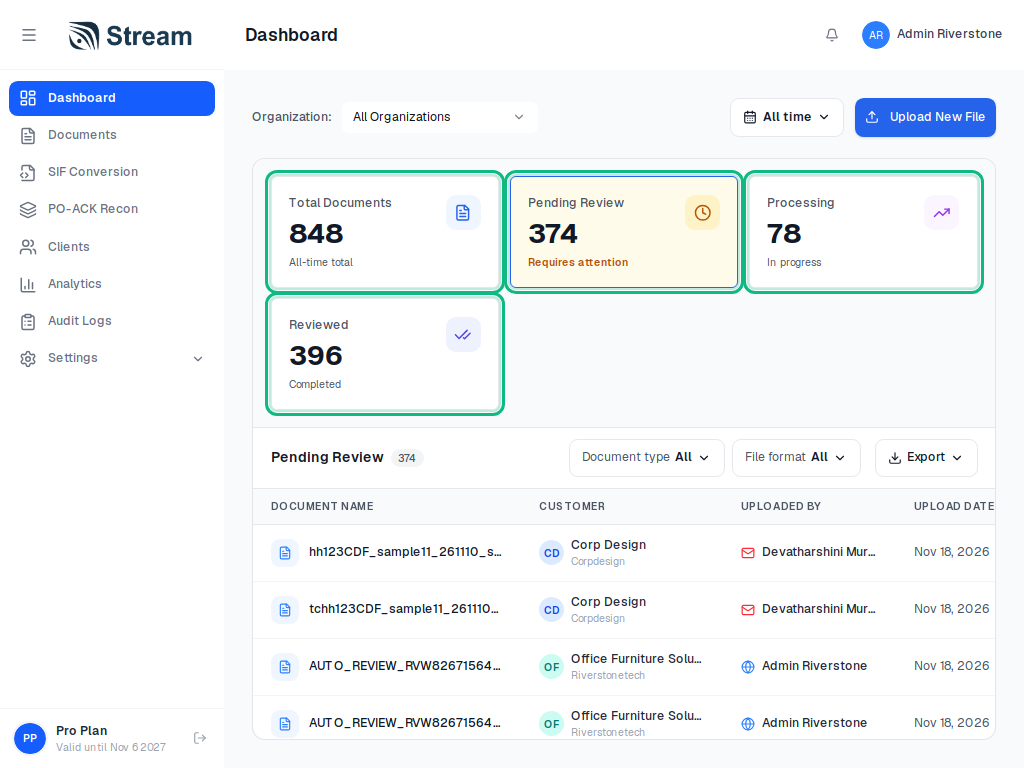 Stream
Dashboard
AR
Admin Riverstone
Dashboard
Documents
SIF Conversion
PO-ACK Recon
Clients
Analytics
Audit Logs
Settings
Organization:
All Organizations
All time
Upload New File
Total Documents
848
All-time total
Pending Review
374
Requires attention
Processing
78
In progress
Reviewed
396
Completed
Pending Review 374
Document type All
File format All
Export
DOCUMENT NAME
CUSTOMER
UPLOADED BY
UPLOAD DATE
hh123CDF_sample11_261110_s...
CD
Corp Design
Corpdesign
Devatharshini Mur...
Nov 18, 2026
tchh123CDF_sample11_261110...
CD
Corp Design
Corpdesign
Devatharshini Mur...
Nov 18, 2026
AUTO_REVIEW_RVW82671564...
OF
Office Furniture Solu...
Riverstonetech
Admin Riverstone
Nov 18, 2026
AUTO_REVIEW_RVW82671564...
OF
Office Furniture Solu...
Riverstonetech
Admin Riverstone
Nov 18, 2026
PP
Pro Plan
Valid until Nov 6 2027